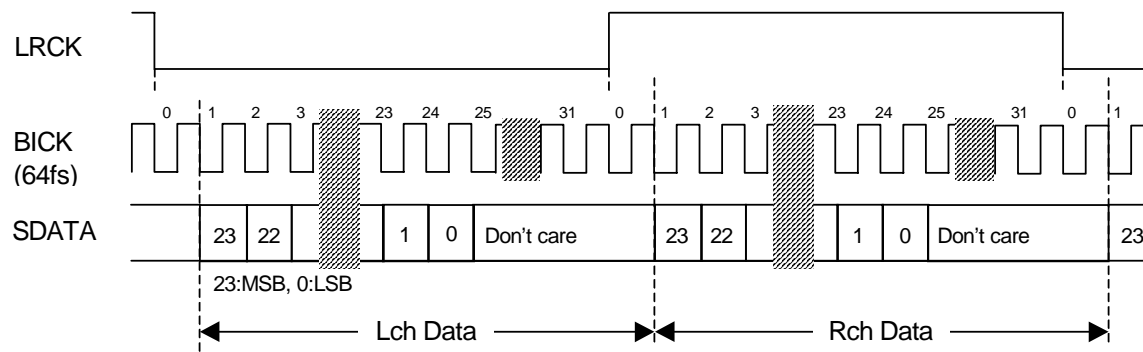 LRCK
0 1 2 3 23 24 25 31 0 1 2 3 23 24 25 31 0 1
BICK
(64fs)
SDATA 23 22 1 0 Don't care 23 22 1 0 Don't care 23
23:MSB, 0:LSB
Lch Data Rch Data